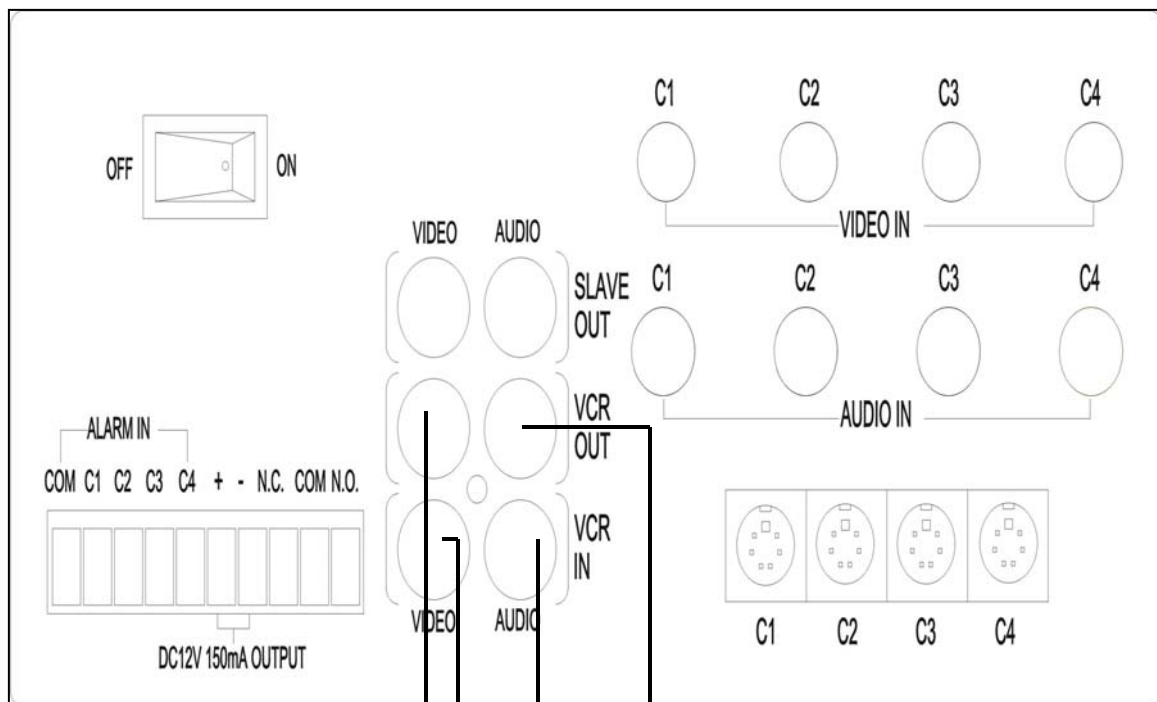 C1 C2 C3 C4
OFF ON
VIDEO IN
VIDEO AUDIO
SLAVE
OUT
C1 C2 C3 C4
AUDIO IN
VCR
OUT
ALARM IN
COM C1 C2 C3 C4 + - N.C. COM N.O.
VCR
IN
VIDEO AUDIO
DC12V 150mA OUTPUT
C1 C2 C3 C4